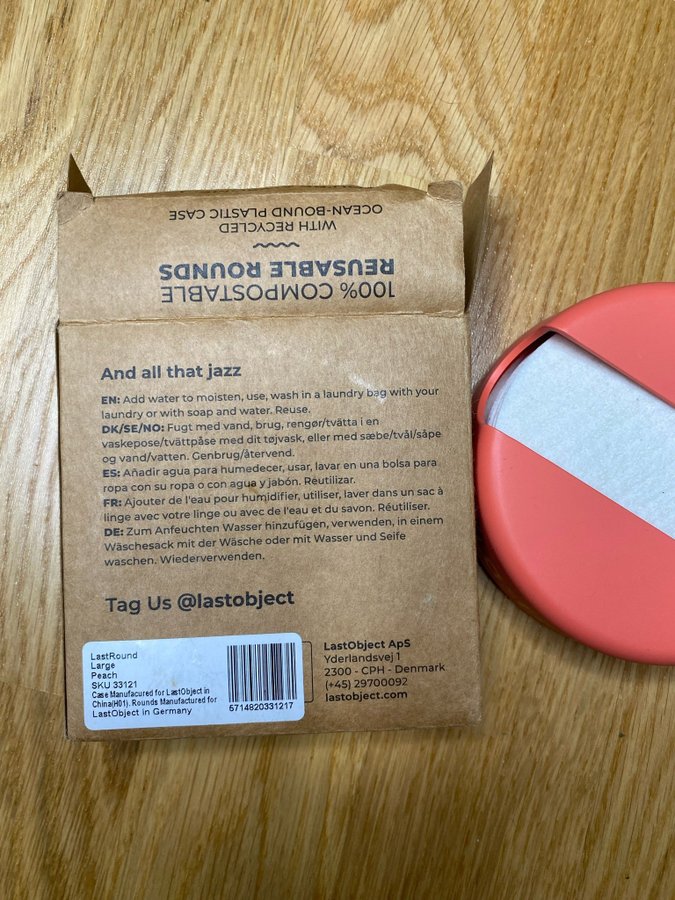 100% COMPOSTABLE
REUSABLE ROUNDS
WITH RECYCLED
OCEAN-BOUND PLASTIC CASE
And all that jazz
EN: Add water to moisten, use, wash in a laundry bag with your
laundry or with soap and water. Reuse.
DK/SE/NO: Fugt med vand, brug, rengør/tvätta i en
vaskepose/tvättpåse med dit tøjvask, eller med sæbe/tvål/såpe
og vand/vatten. Genbrug/återvend.
ES: Añadir agua para humedecer, usar, lavar en una bolsa para
ropa con su ropa o con agua y jabón. Reutilizar.
FR: Ajouter de l'eau pour humidifier, utiliser, laver dans un sac à
linge avec votre linge ou avec de l'eau et du savon. Réutiliser.
DE: Zum Anfeuchten Wasser hinzufügen, verwenden, in einem
Wäschesack mit der Wäsche oder mit Wasser und Seife
waschen. Wiederverwenden.
Tag Us @lastobject
LastRound
Large
Peach
SKU 33121
Case Manufacured for LastObject in
China(H01). Rounds Manufactured for
LastObject in Germany
5714820331217
LastObject ApS
Yderlandsvej 1
2300 - CPH - Denmark
(+45) 29700092
lastobject.com